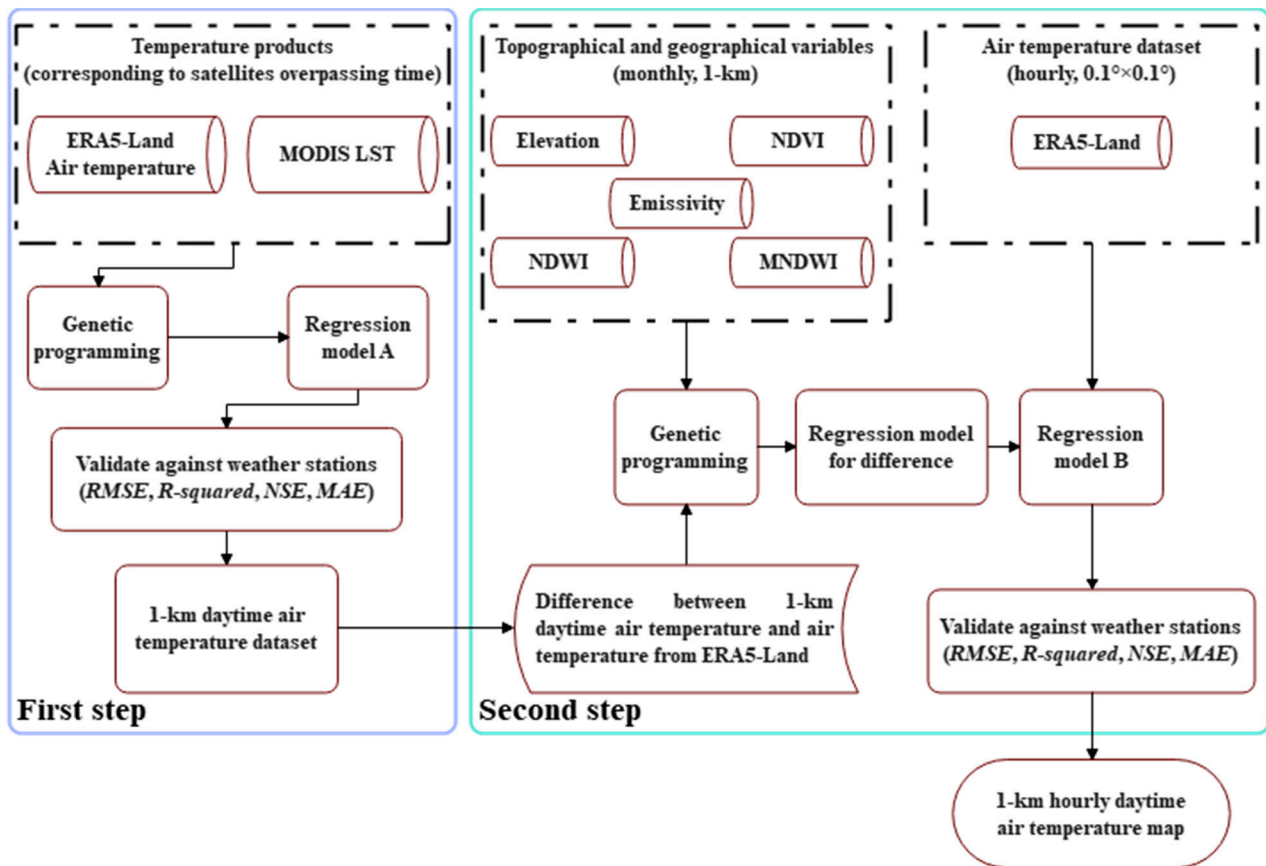 Temperature products
(corresponding to satellites overpassing time)
ERA5-Land
Air temperature
MODIS LST
Genetic
programming
Regression
model A
Validate against weather stations
(RMSE, R-squared, NSE, MAE)
1-km daytime air
temperature dataset
First step
Topographical and geographical variables
(monthly, 1-km)
Elevation
NDVI
Emissivity
NDWI
MNDWI
Air temperature dataset
(hourly, 0.1°×0.1°)
ERA5-Land
Genetic
programming
Regression model
for difference
Regression
model B
Difference between 1-km
daytime air temperature and air
temperature from ERA5-Land
Validate against weather stations
(RMSE, R-squared, NSE, MAE)
Second step
1-km hourly daytime
air temperature map